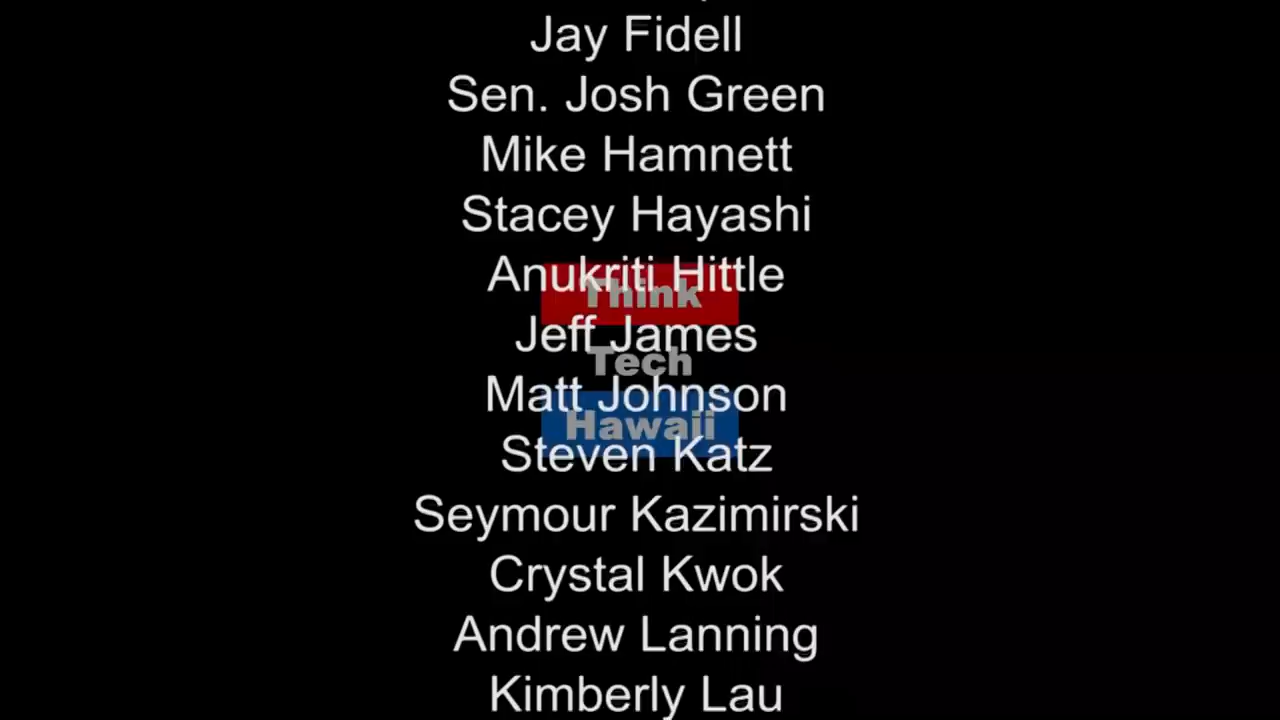 Jay Fidell
Sen. Josh Green
Mike Hamnett
Stacey Hayashi
Anukriti Hittle
Think
Jeff James
Tech
Matt Johnson
Hawaii
Steven Katz
Seymour Kazimirski
Crystal Kwok
Andrew Lanning
Kimberly Lau